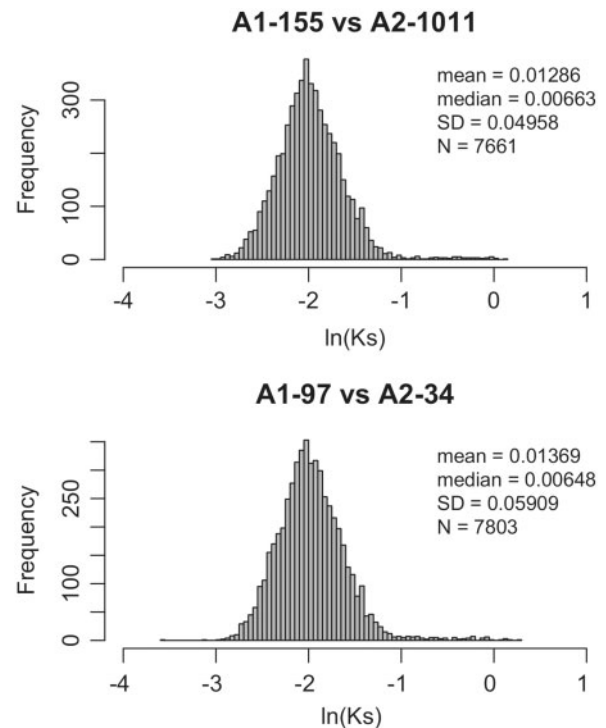 A1-155 vs A2-1011
mean = 0.01286
median = 0.00663
SD = 0.04958
N = 7661
Frequency
300
100
0
-4 -3 -2 -1 0 1
ln(Ks)
A1-97 vs A2-34
mean = 0.01369
median = 0.00648
SD = 0.05909
N = 7803
Frequency
250
100
0
-4 -3 -2 -1 0 1
ln(Ks)